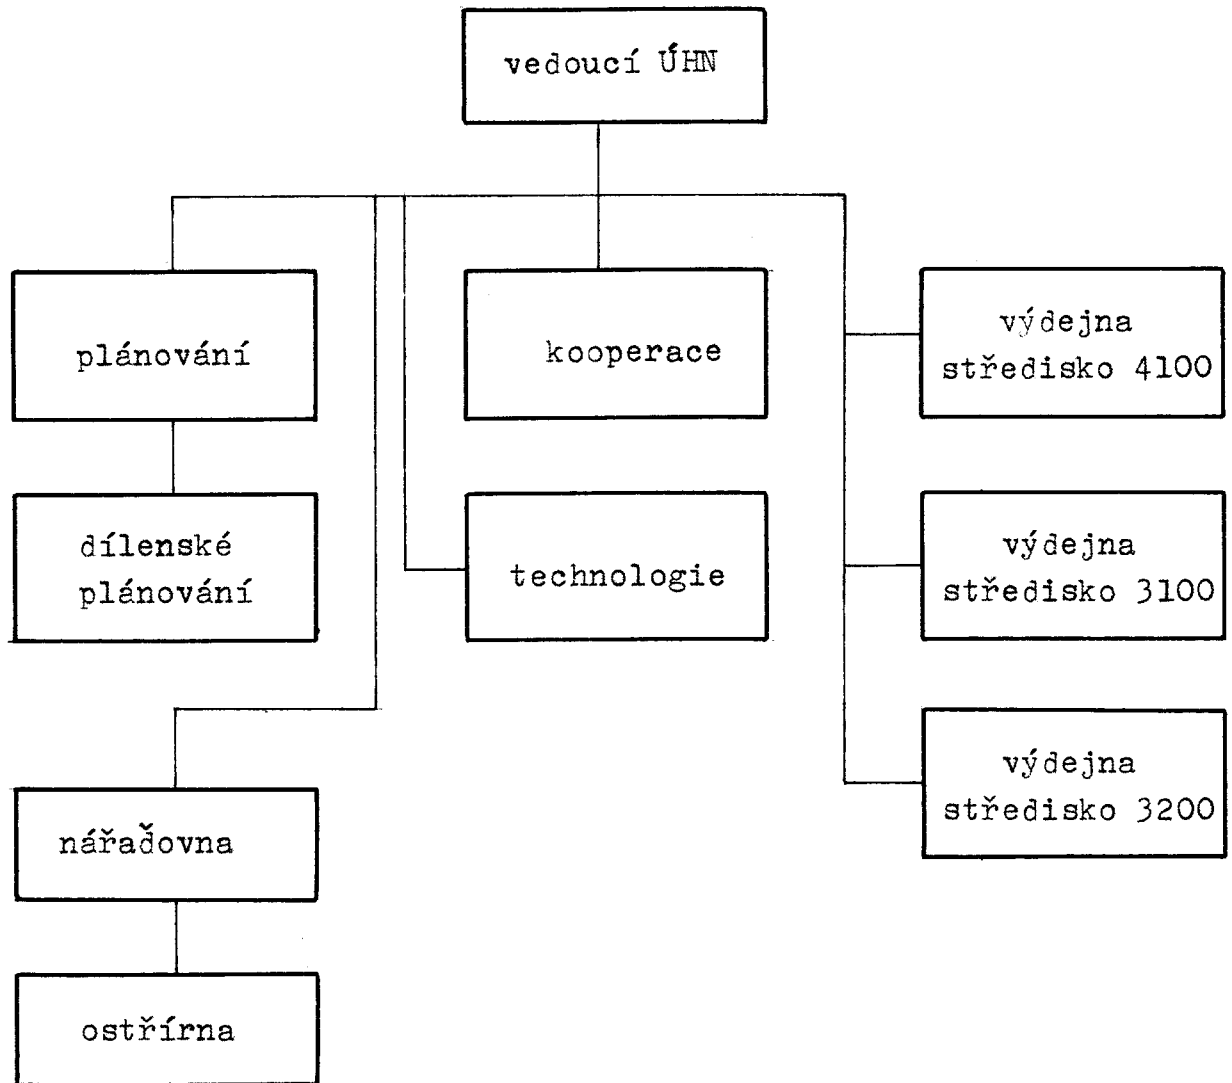 vedoucí ÚHN
plánování
kooperace
výdejna
středisko 4100
dílenské
plánování
technologie
výdejna
středisko 3100
výdejna
středisko 3200
nářaďovna
ostřírna